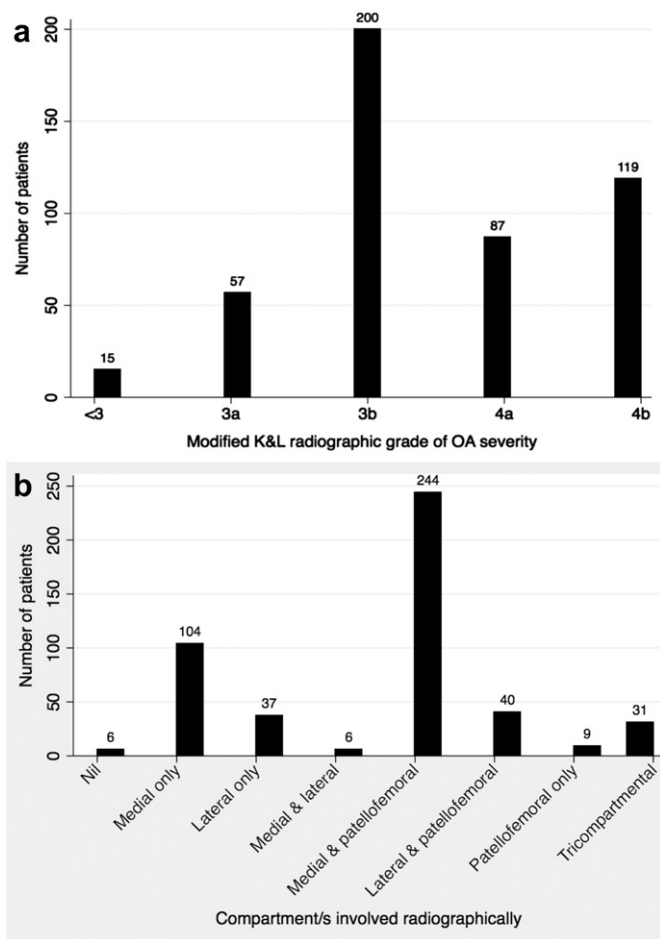 a
Number of patients
200
150
100
50
0
15
57
200
87
119
<3
3a
3b
4a
4b
Modified K&L radiographic grade of OA severity
b
Number of patients
250
200
150
100
50
0
6
104
37
6
244
40
9
31
Nil
Medial only
Lateral only
Medial & lateral
Medial & patellofemoral
Lateral & patellofemoral
Patellofemoral only
Tricompartmental
Compartment/s involved radiographically